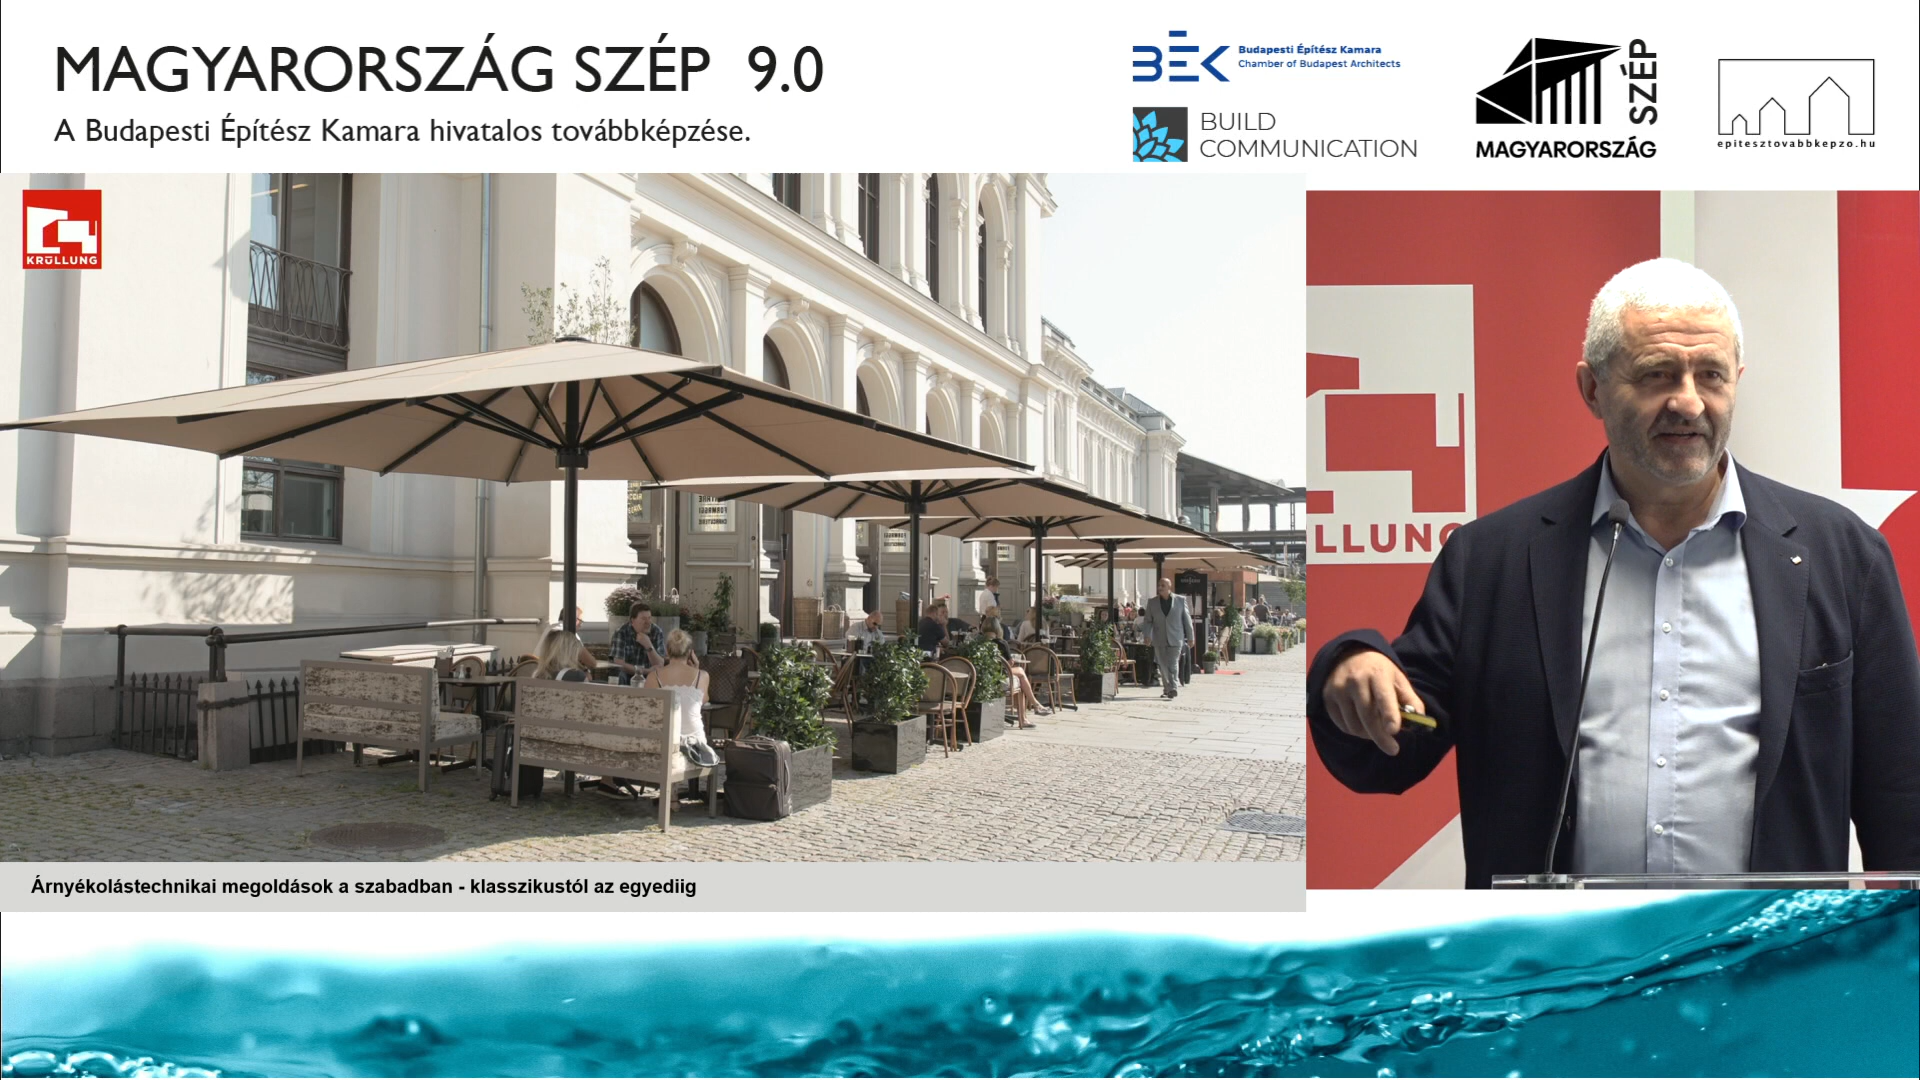 MAGYARORSZÁG SZÉP 9.0
A Budapesti Építész Kamara hivatalos továbbképzése.
BÉK
Budapesti Építész Kamara
Chamber of Budapest Architects
BUILD
COMMUNICATION
MAGYARORSZÁG
SZÉP
epitesztovabbkepzo.hu
KRÜLLUNG
LLUNG
Árnyékolástechnikai megoldások a szabadban - klasszikustól az egyediig